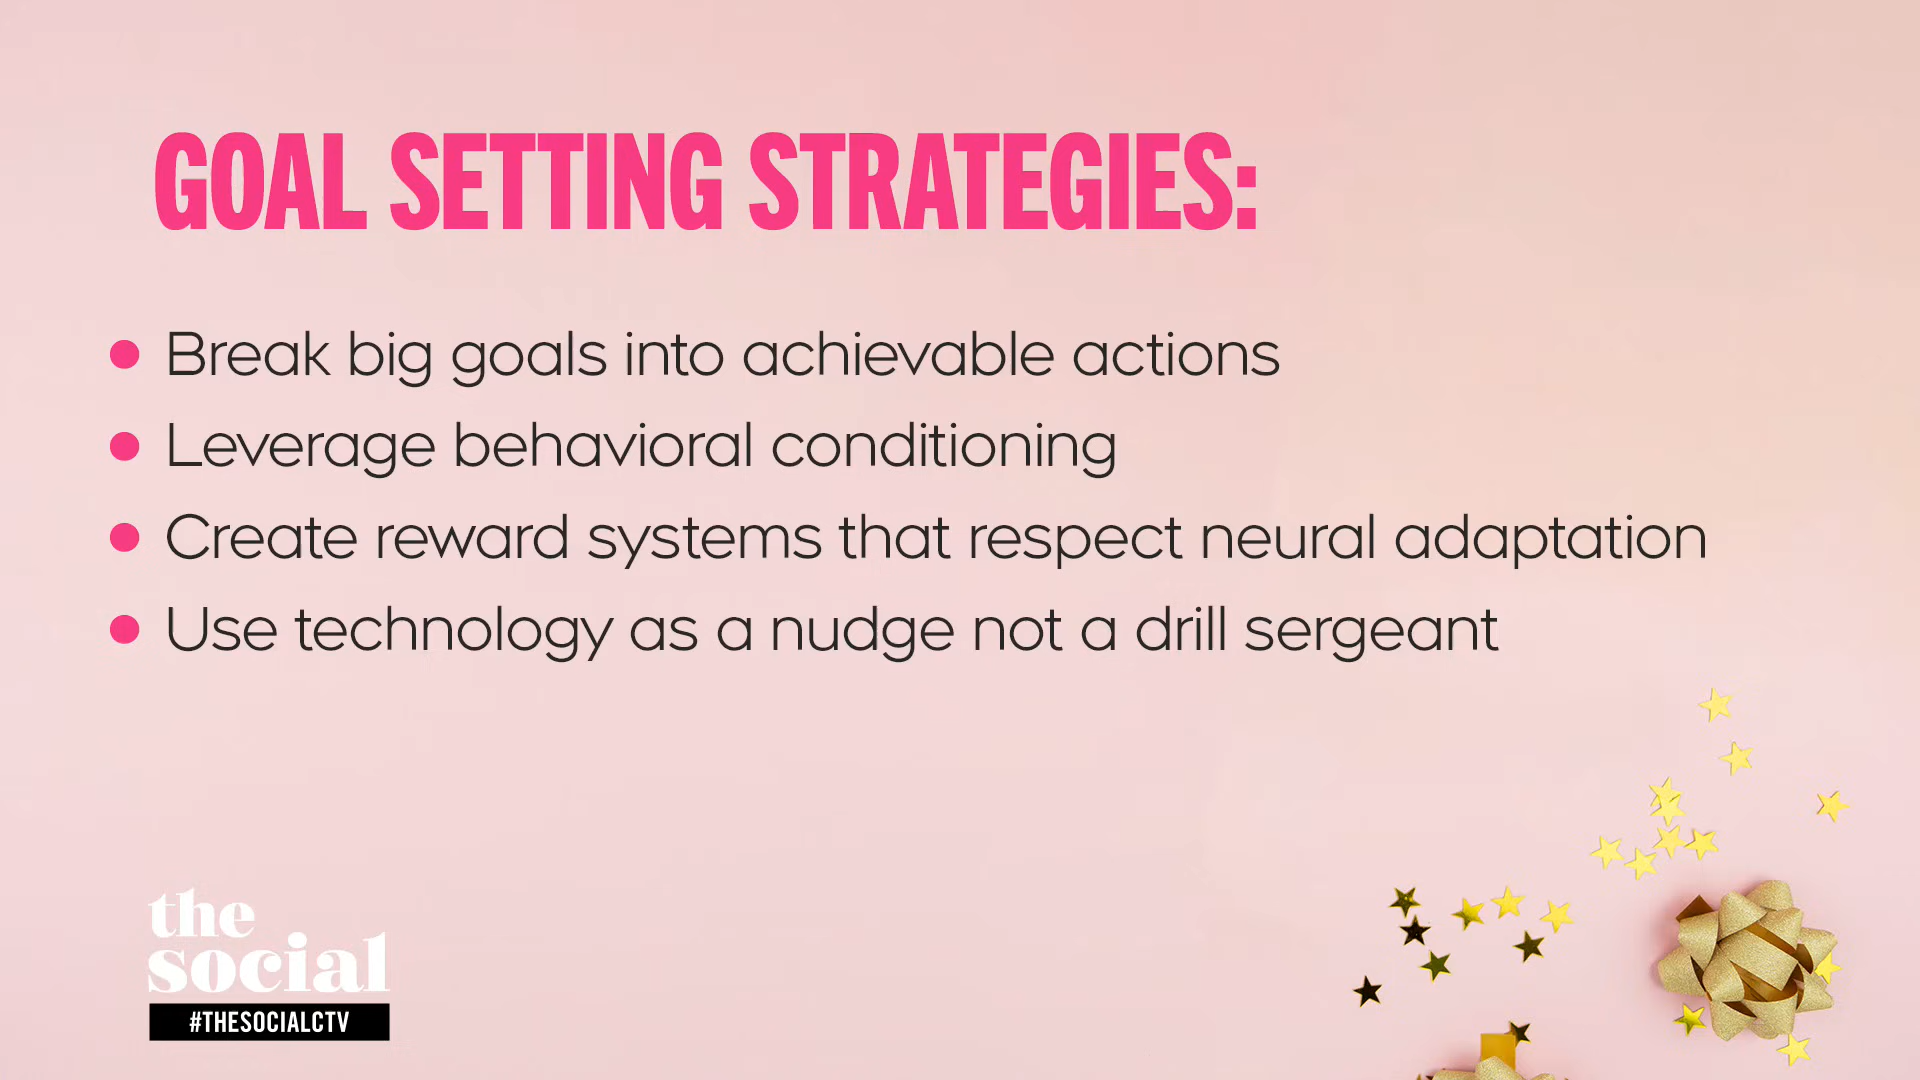 GOAL SETTING STRATEGIES:
Break big goals into achievable actions
Leverage behavioral conditioning
Create reward systems that respect neural adaptation
Use technology as a nudge not a drill sergeant
the
social
#THESOCIALCTV